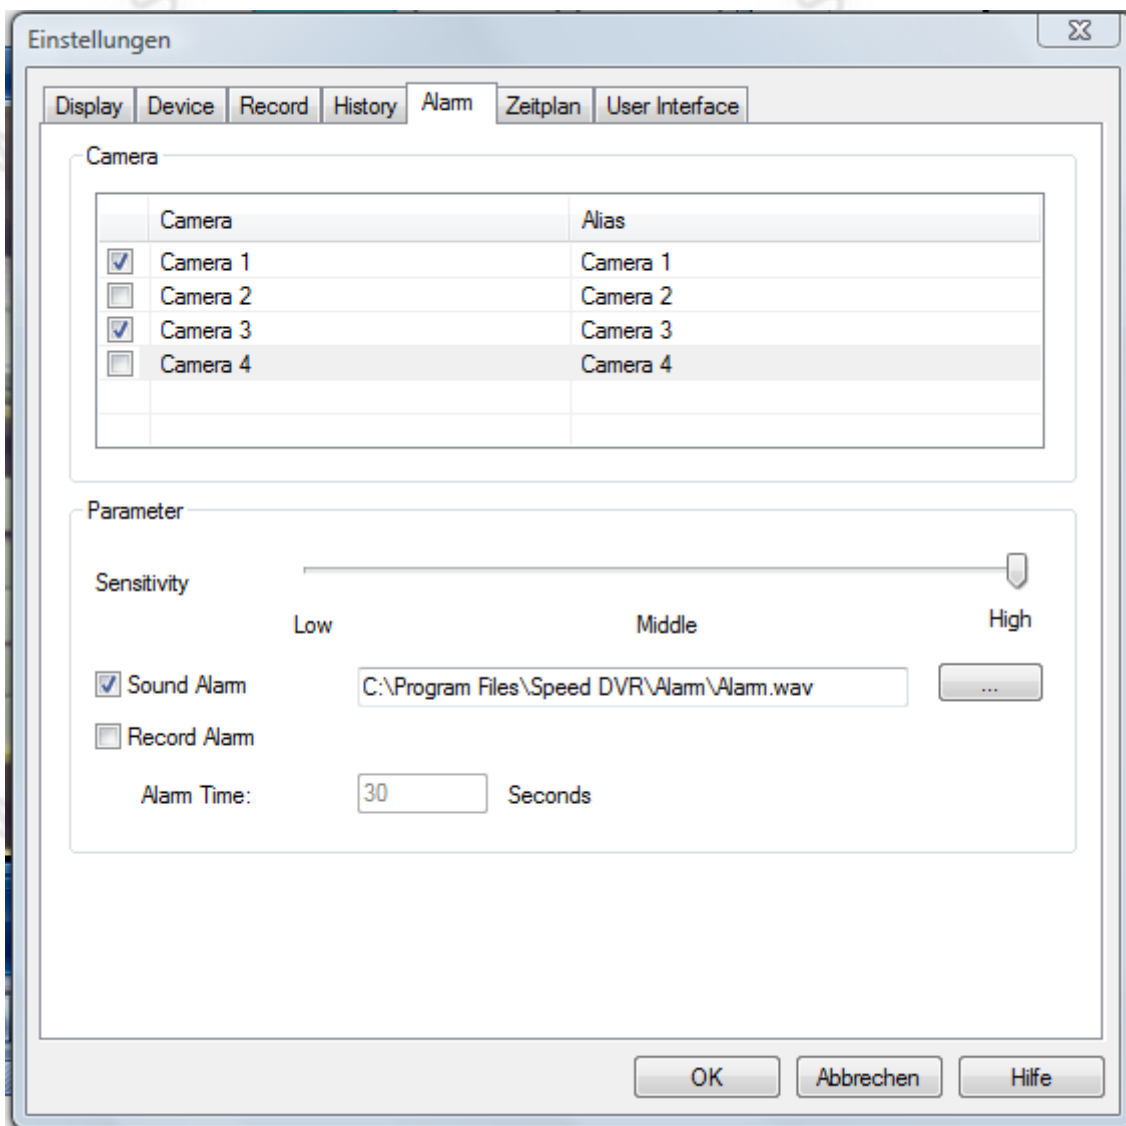 Einstellungen
Display Device Record History Alarm Zeitplan User Interface
Camera
Camera Alias
Camera 1 Camera 1
Camera 2 Camera 2
Camera 3 Camera 3
Camera 4 Camera 4
Parameter
Sensitivity
Low Middle High
Sound Alarm C:\Program Files\Speed DVR\Alarm\Alarm.wav ...
Record Alarm
Alarm Time: 30 Seconds
OK Abbrechen Hilfe